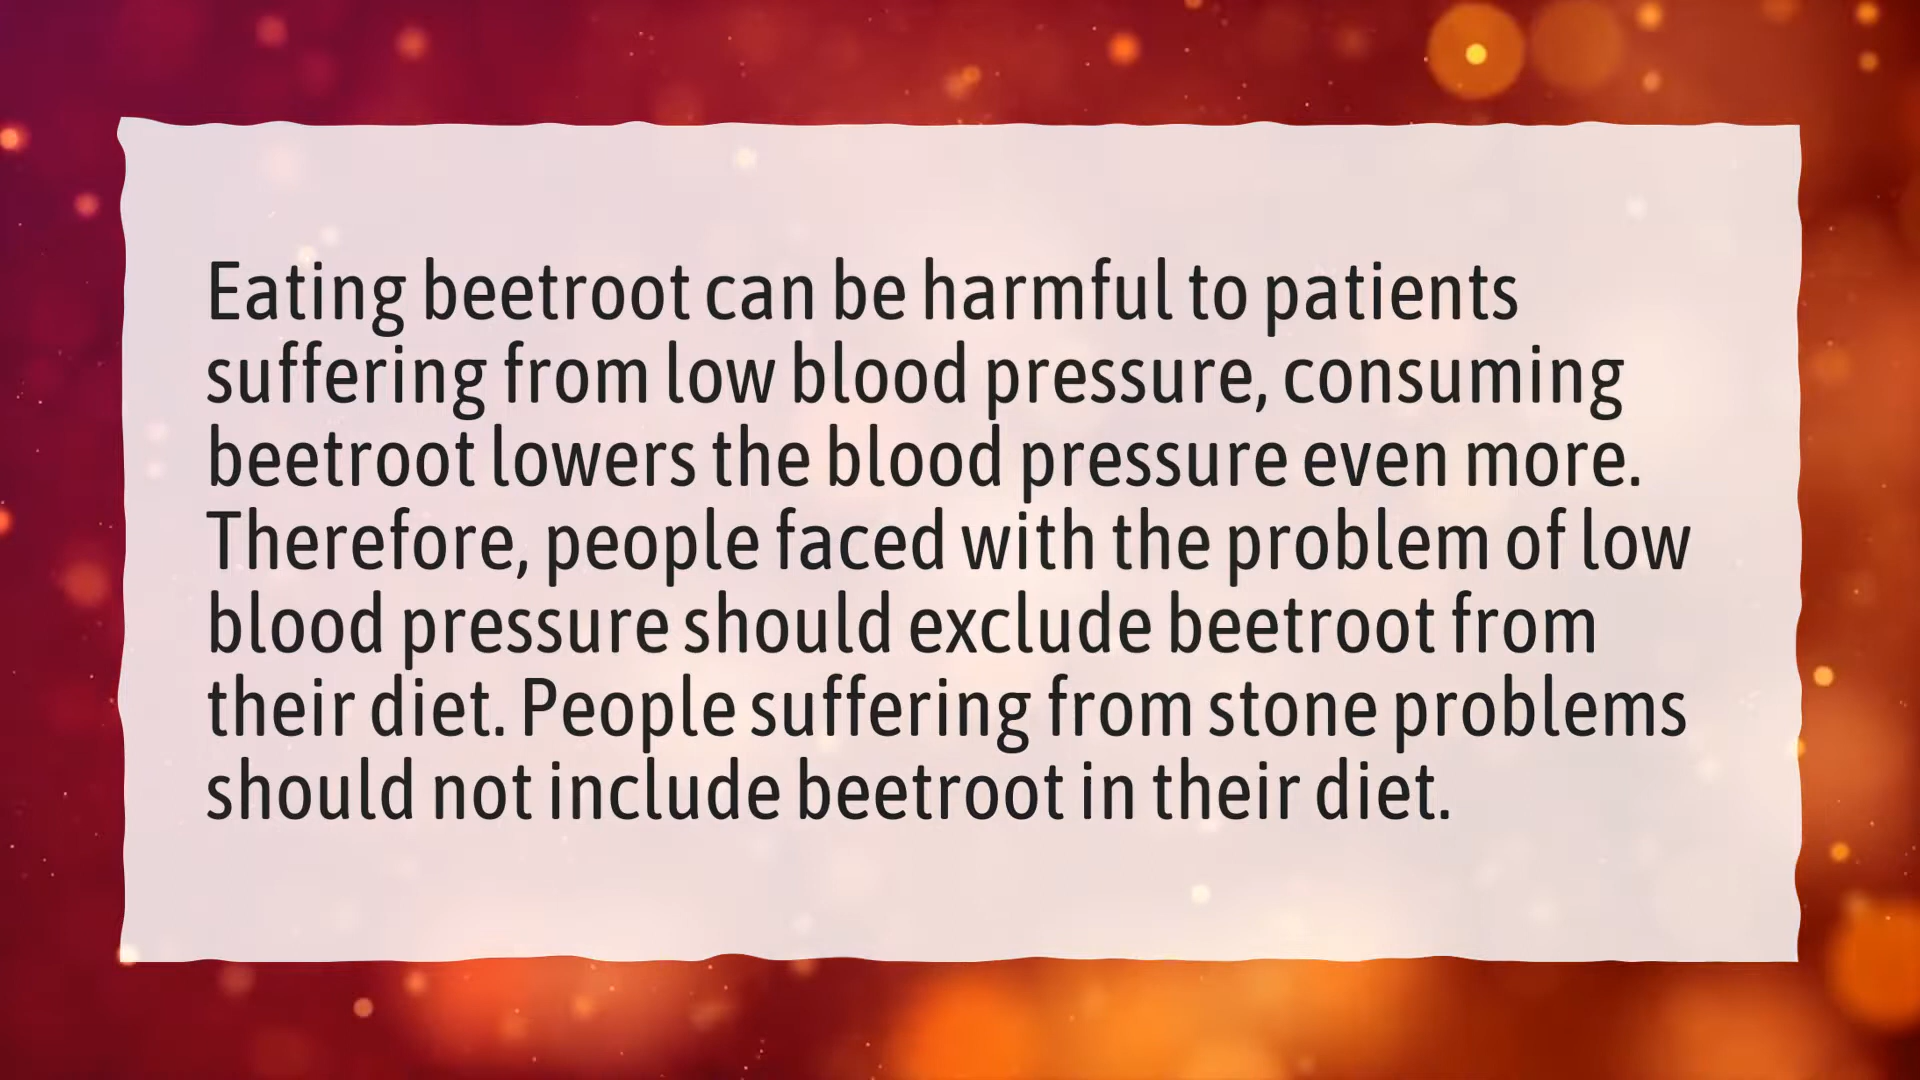 Eating beetroot can be harmful to patients
suffering from low blood pressure, consuming
beetroot lowers the blood pressure even more.
Therefore, people faced with the problem of low
blood pressure should exclude beetroot from
their diet. People suffering from stone problems
should not include beetroot in their diet.